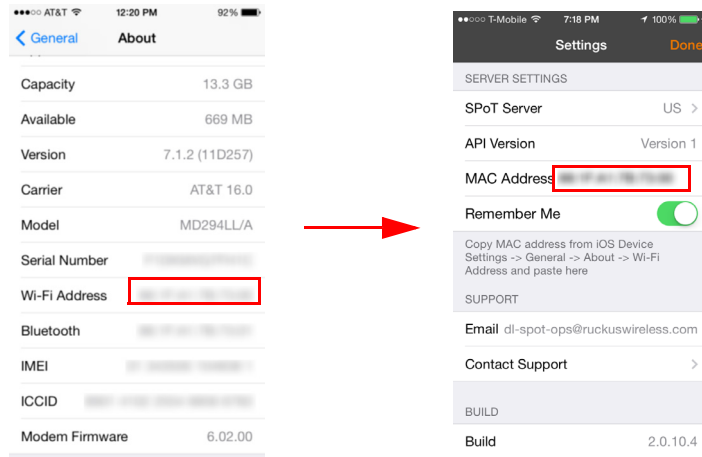 ●●●○○ AT&T 12:20 PM 92%
General About
Capacity 13.3 GB
Available 669 MB
Version 7.1.2 (11D257)
Carrier AT&T 16.0
Model MD294LL/A
Serial Number
Wi-Fi Address
Bluetooth
IMEI
ICCID
Modem Firmware 6.02.00
●●○○○ T-Mobile 7:18 PM 100%
Settings Done
SERVER SETTINGS
SPoT Server US
API Version Version 1
MAC Address
Remember Me
Copy MAC address from iOS Device
Settings -> General -> About -> Wi-Fi
Address and paste here
SUPPORT
Email dl-spot-ops@ruckuswireless.com
Contact Support
BUILD
Build 2.0.10.4